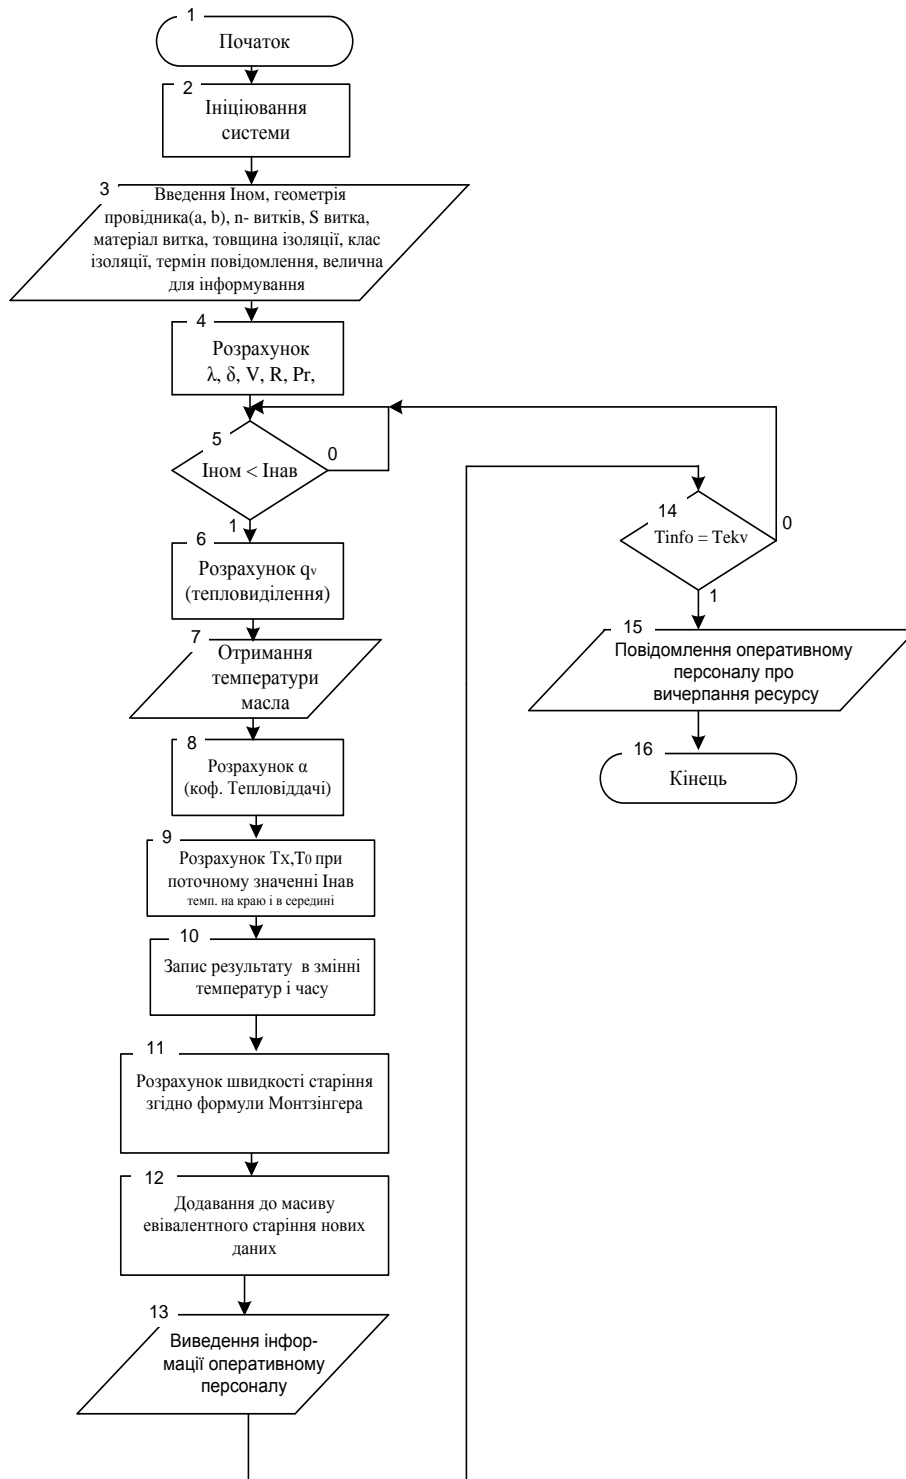 1
Початок
2
Ініціювання
системи
3
Введення Іном, геометрія
провідника(a, b), n- витків, S витка,
матеріал витка, товщина ізоляції, клас
ізоляції, термін повідомлення, велична
для інформування
4
Розрахунок
λ, δ, V, R, Pr,
5
Іном < Інав
0
1
6
Розрахунок qv
(тепловиділення)
7
Отримання
температури
масла
8
Розрахунок α
(коф. Тепловіддачі)
9
Розрахунок Tx,T0 при
поточному значенні Інав
темп. на краю і в середині
10
Запис результату в змінні
температур і часу
11
Розрахунок швидкості старіння
згідно формули Монтзінгера
12
Додавання до масиву
евівалентного старіння нових
даних
13
Виведення інфор-
мації оперативному
персоналу
14
Tinfo = Tekv
0
1
15
Повідомлення оперативному
персоналу про
вичерпання ресурсу
16
Кінець